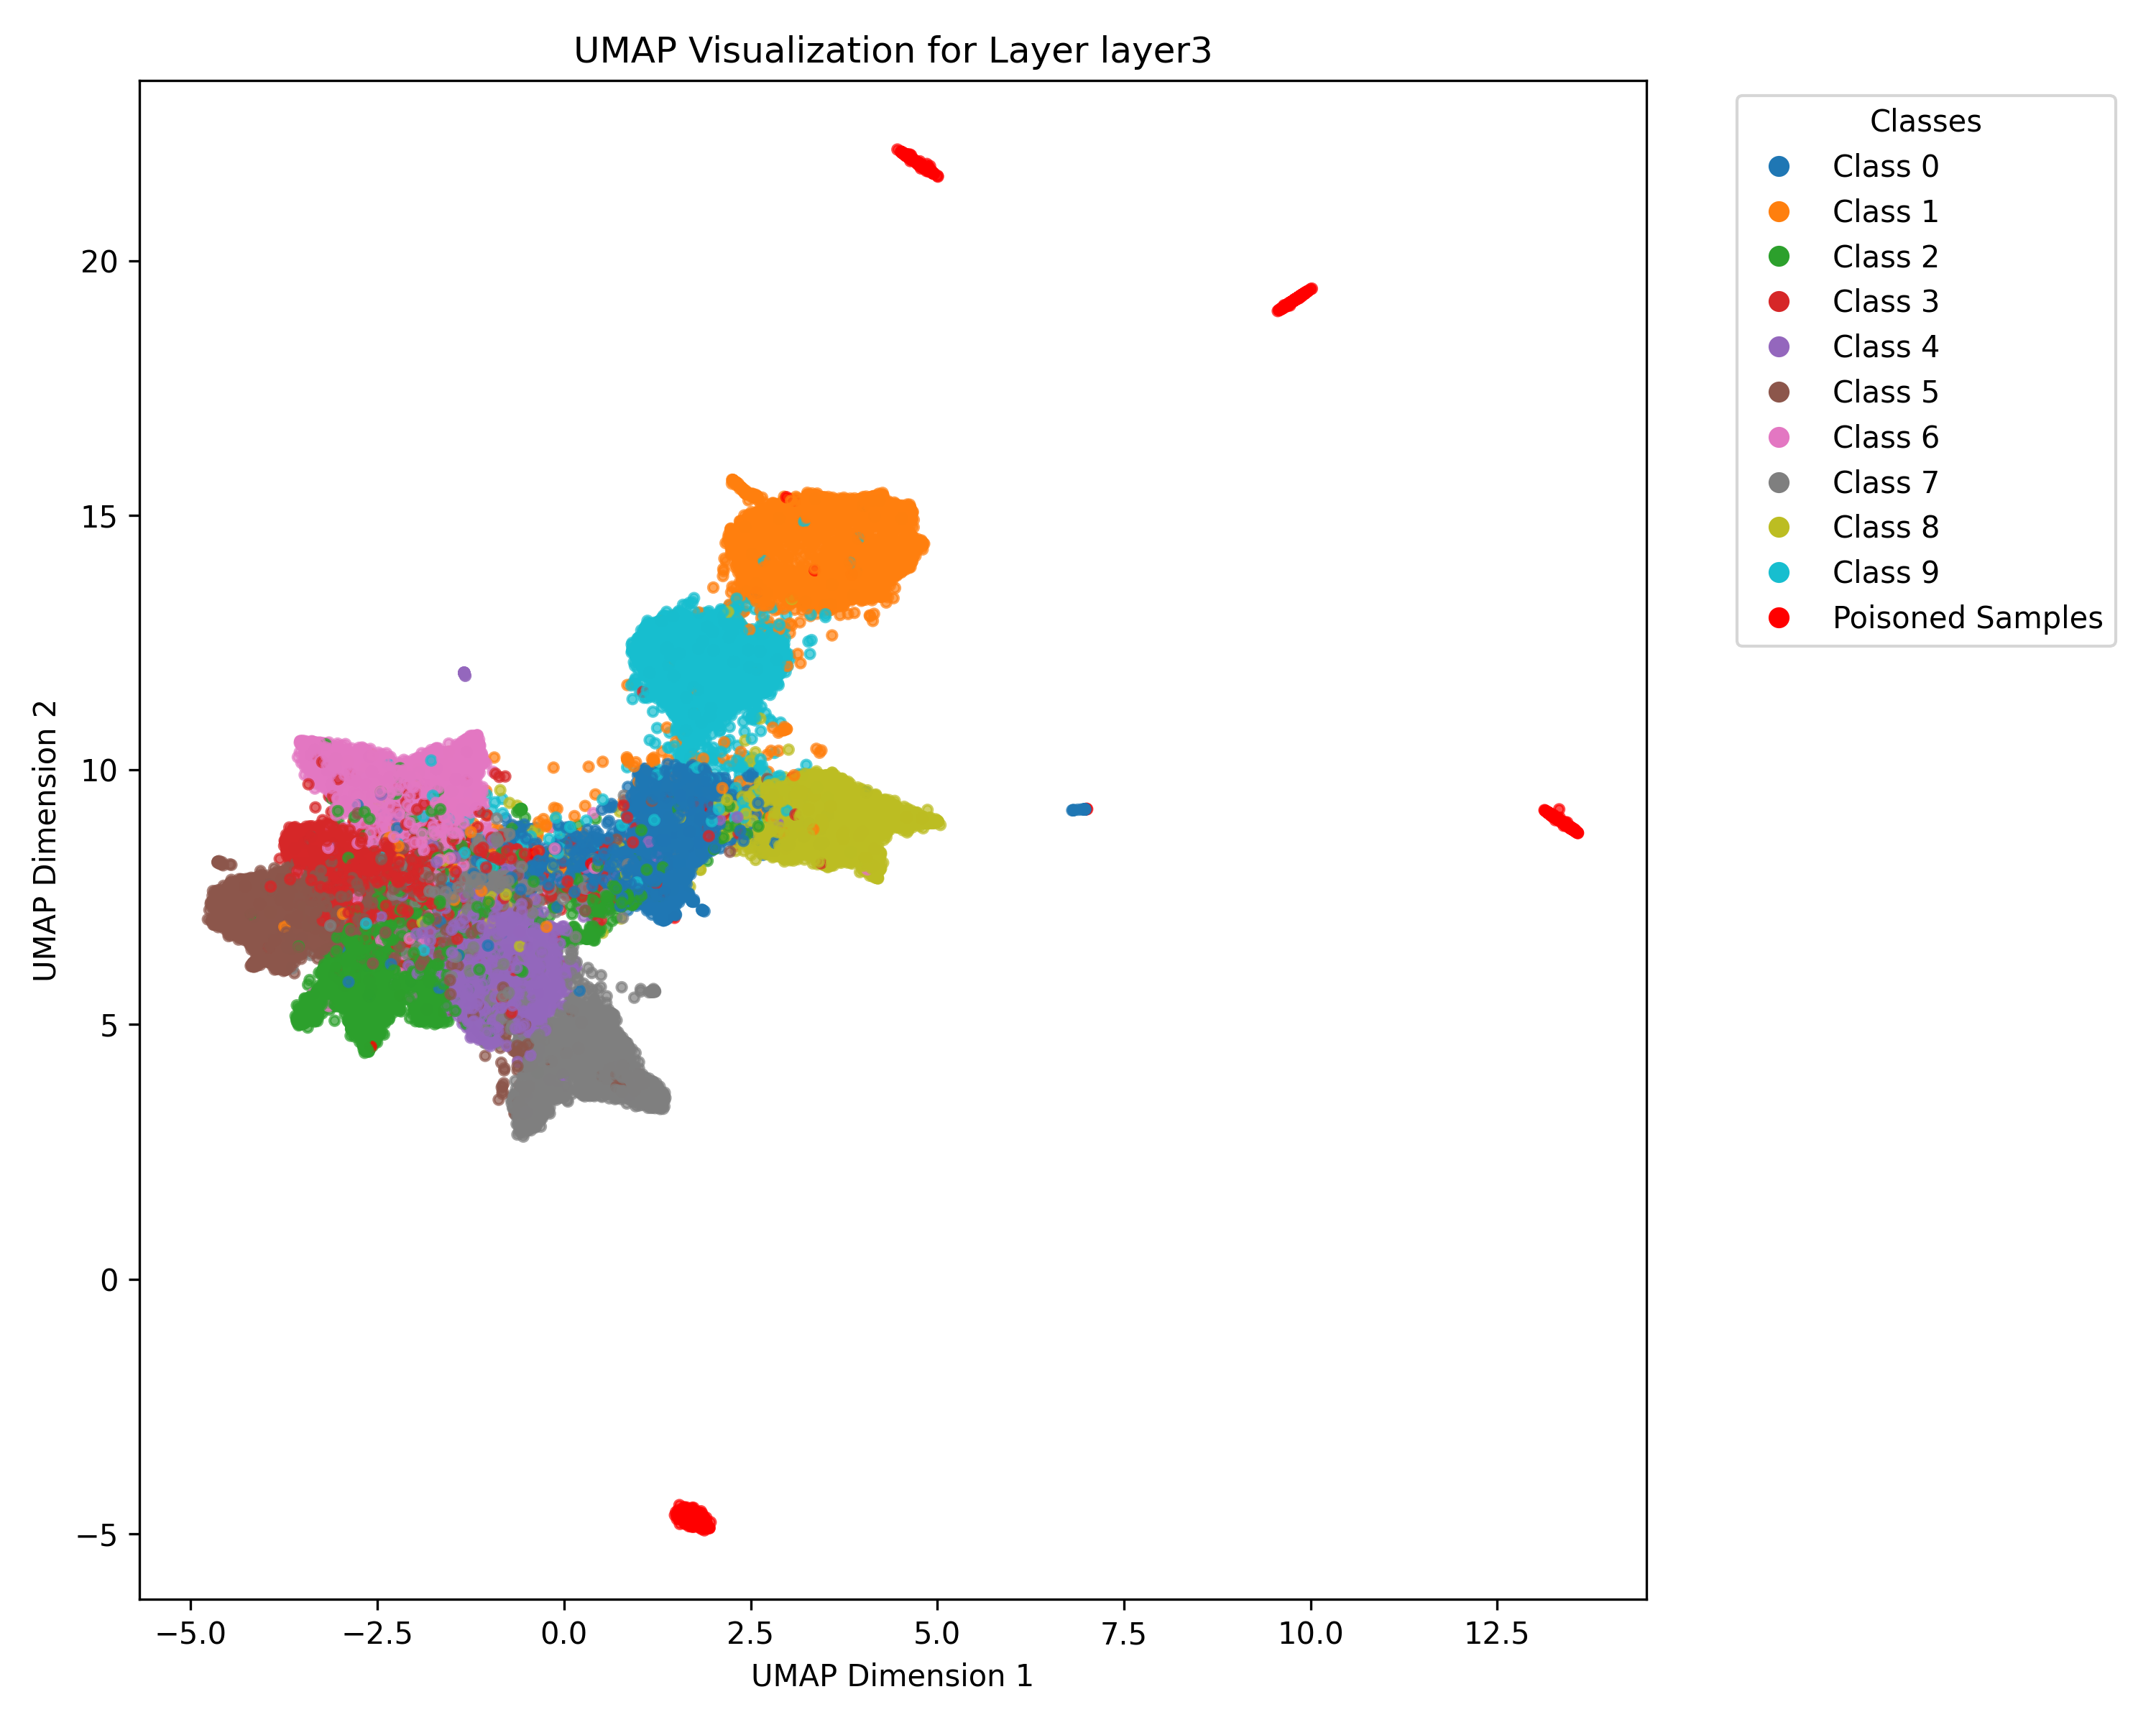 UMAP Visualization for Layer layer3
Classes
Class 0
Class 1
Class 2
Class 3
Class 4
Class 5
Class 6
Class 7
Class 8
Class 9
Poisoned Samples
UMAP Dimension 2
20
15
10
5
0
−5
−5.0 −2.5 0.0 2.5 5.0 7.5 10.0 12.5
UMAP Dimension 1